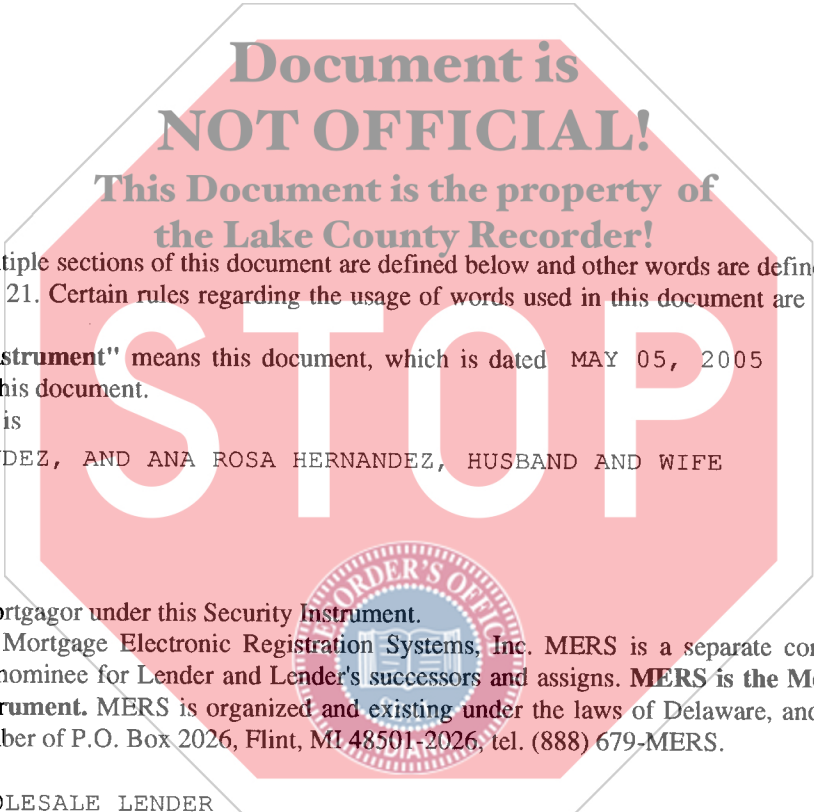 Document is
NOT OFFICIAL!
This Document is the property of
the Lake County Recorder!
tiple sections of this document are defined below and other words are define
21. Certain rules regarding the usage of words used in this document are
STOP
strument" means this document, which is dated MAY 05, 2005
his document.
is
DEZ, AND ANA ROSA HERNANDEZ, HUSBAND AND WIFE
RECORDER'S OFFICE
ortgagor under this Security Instrument.
Mortgage Electronic Registration Systems, Inc. MERS is a separate cor
nominee for Lender and Lender's successors and assigns. MERS is the Mo
rument. MERS is organized and existing under the laws of Delaware, and
ber of P.O. Box 2026, Flint, MI 48501-2026, tel. (888) 679-MERS.
OLESALE LENDER